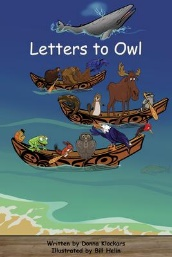 Letters to Owl
Written by Donna Klockars
Illustrated by Bill Helin